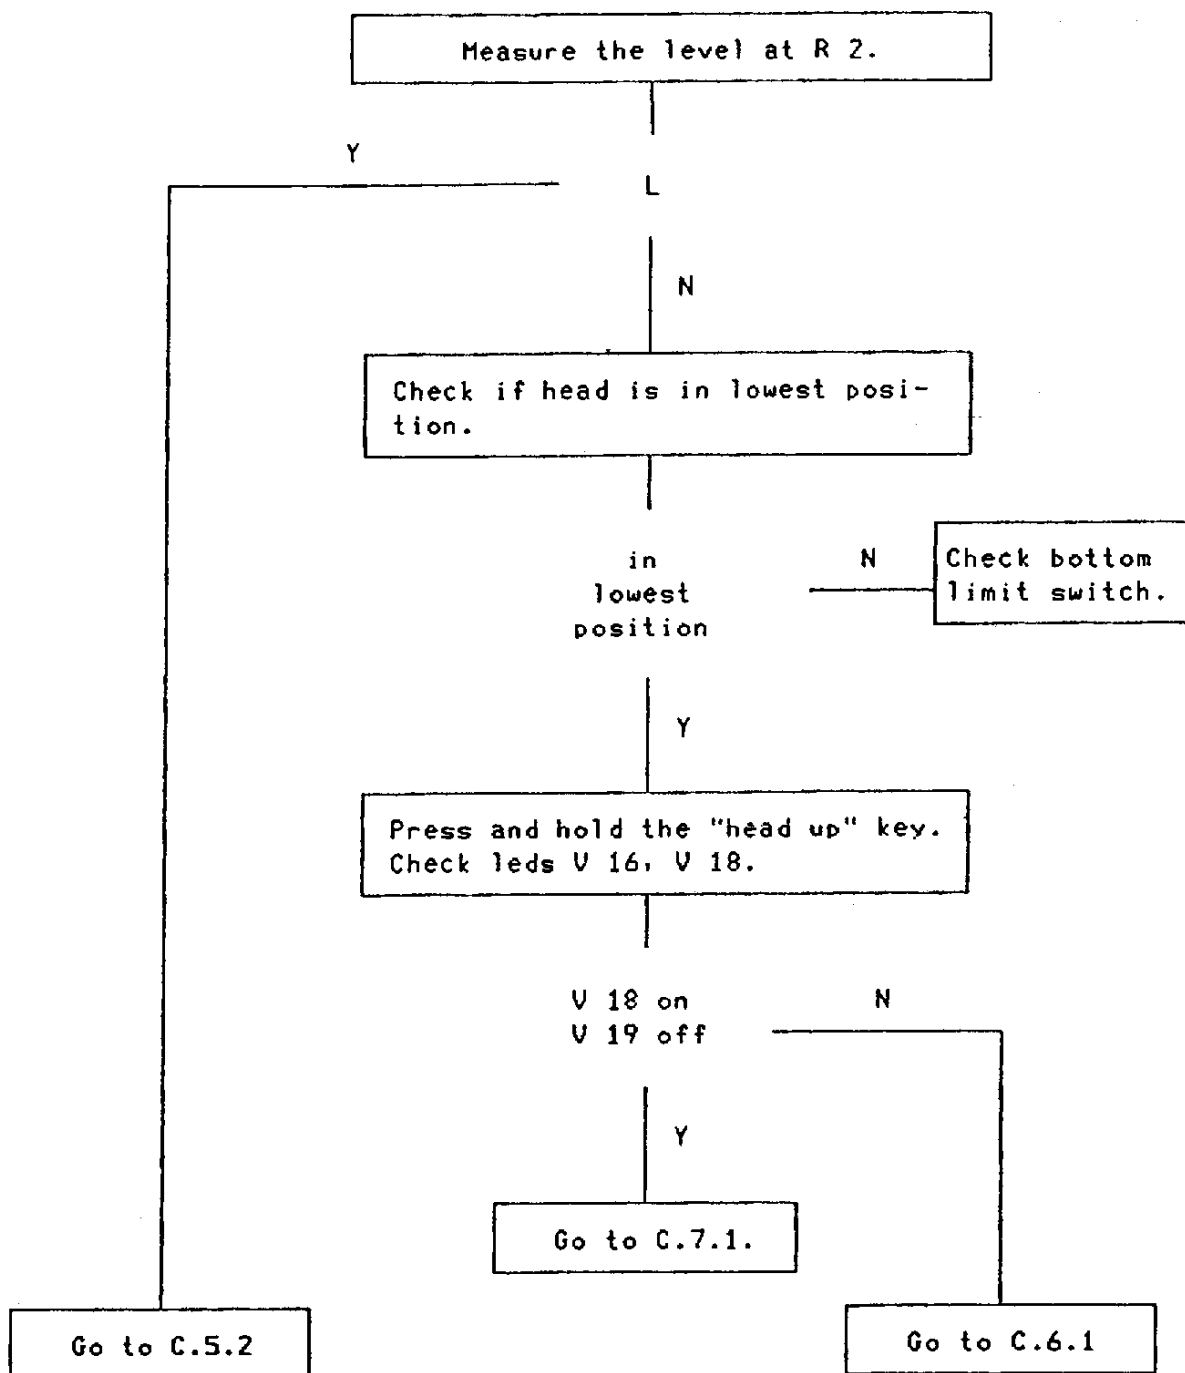 Measure the level at R 2.
Y
L
N
Check if head is in lowest posi-
tion.
in
lowest
position
N
Check bottom
limit switch.
Y
Press and hold the "head up" key.
Check leds V 16, V 18.
V 18 on
V 19 off
N
Y
Go to C.7.1.
Go to C.5.2
Go to C.6.1